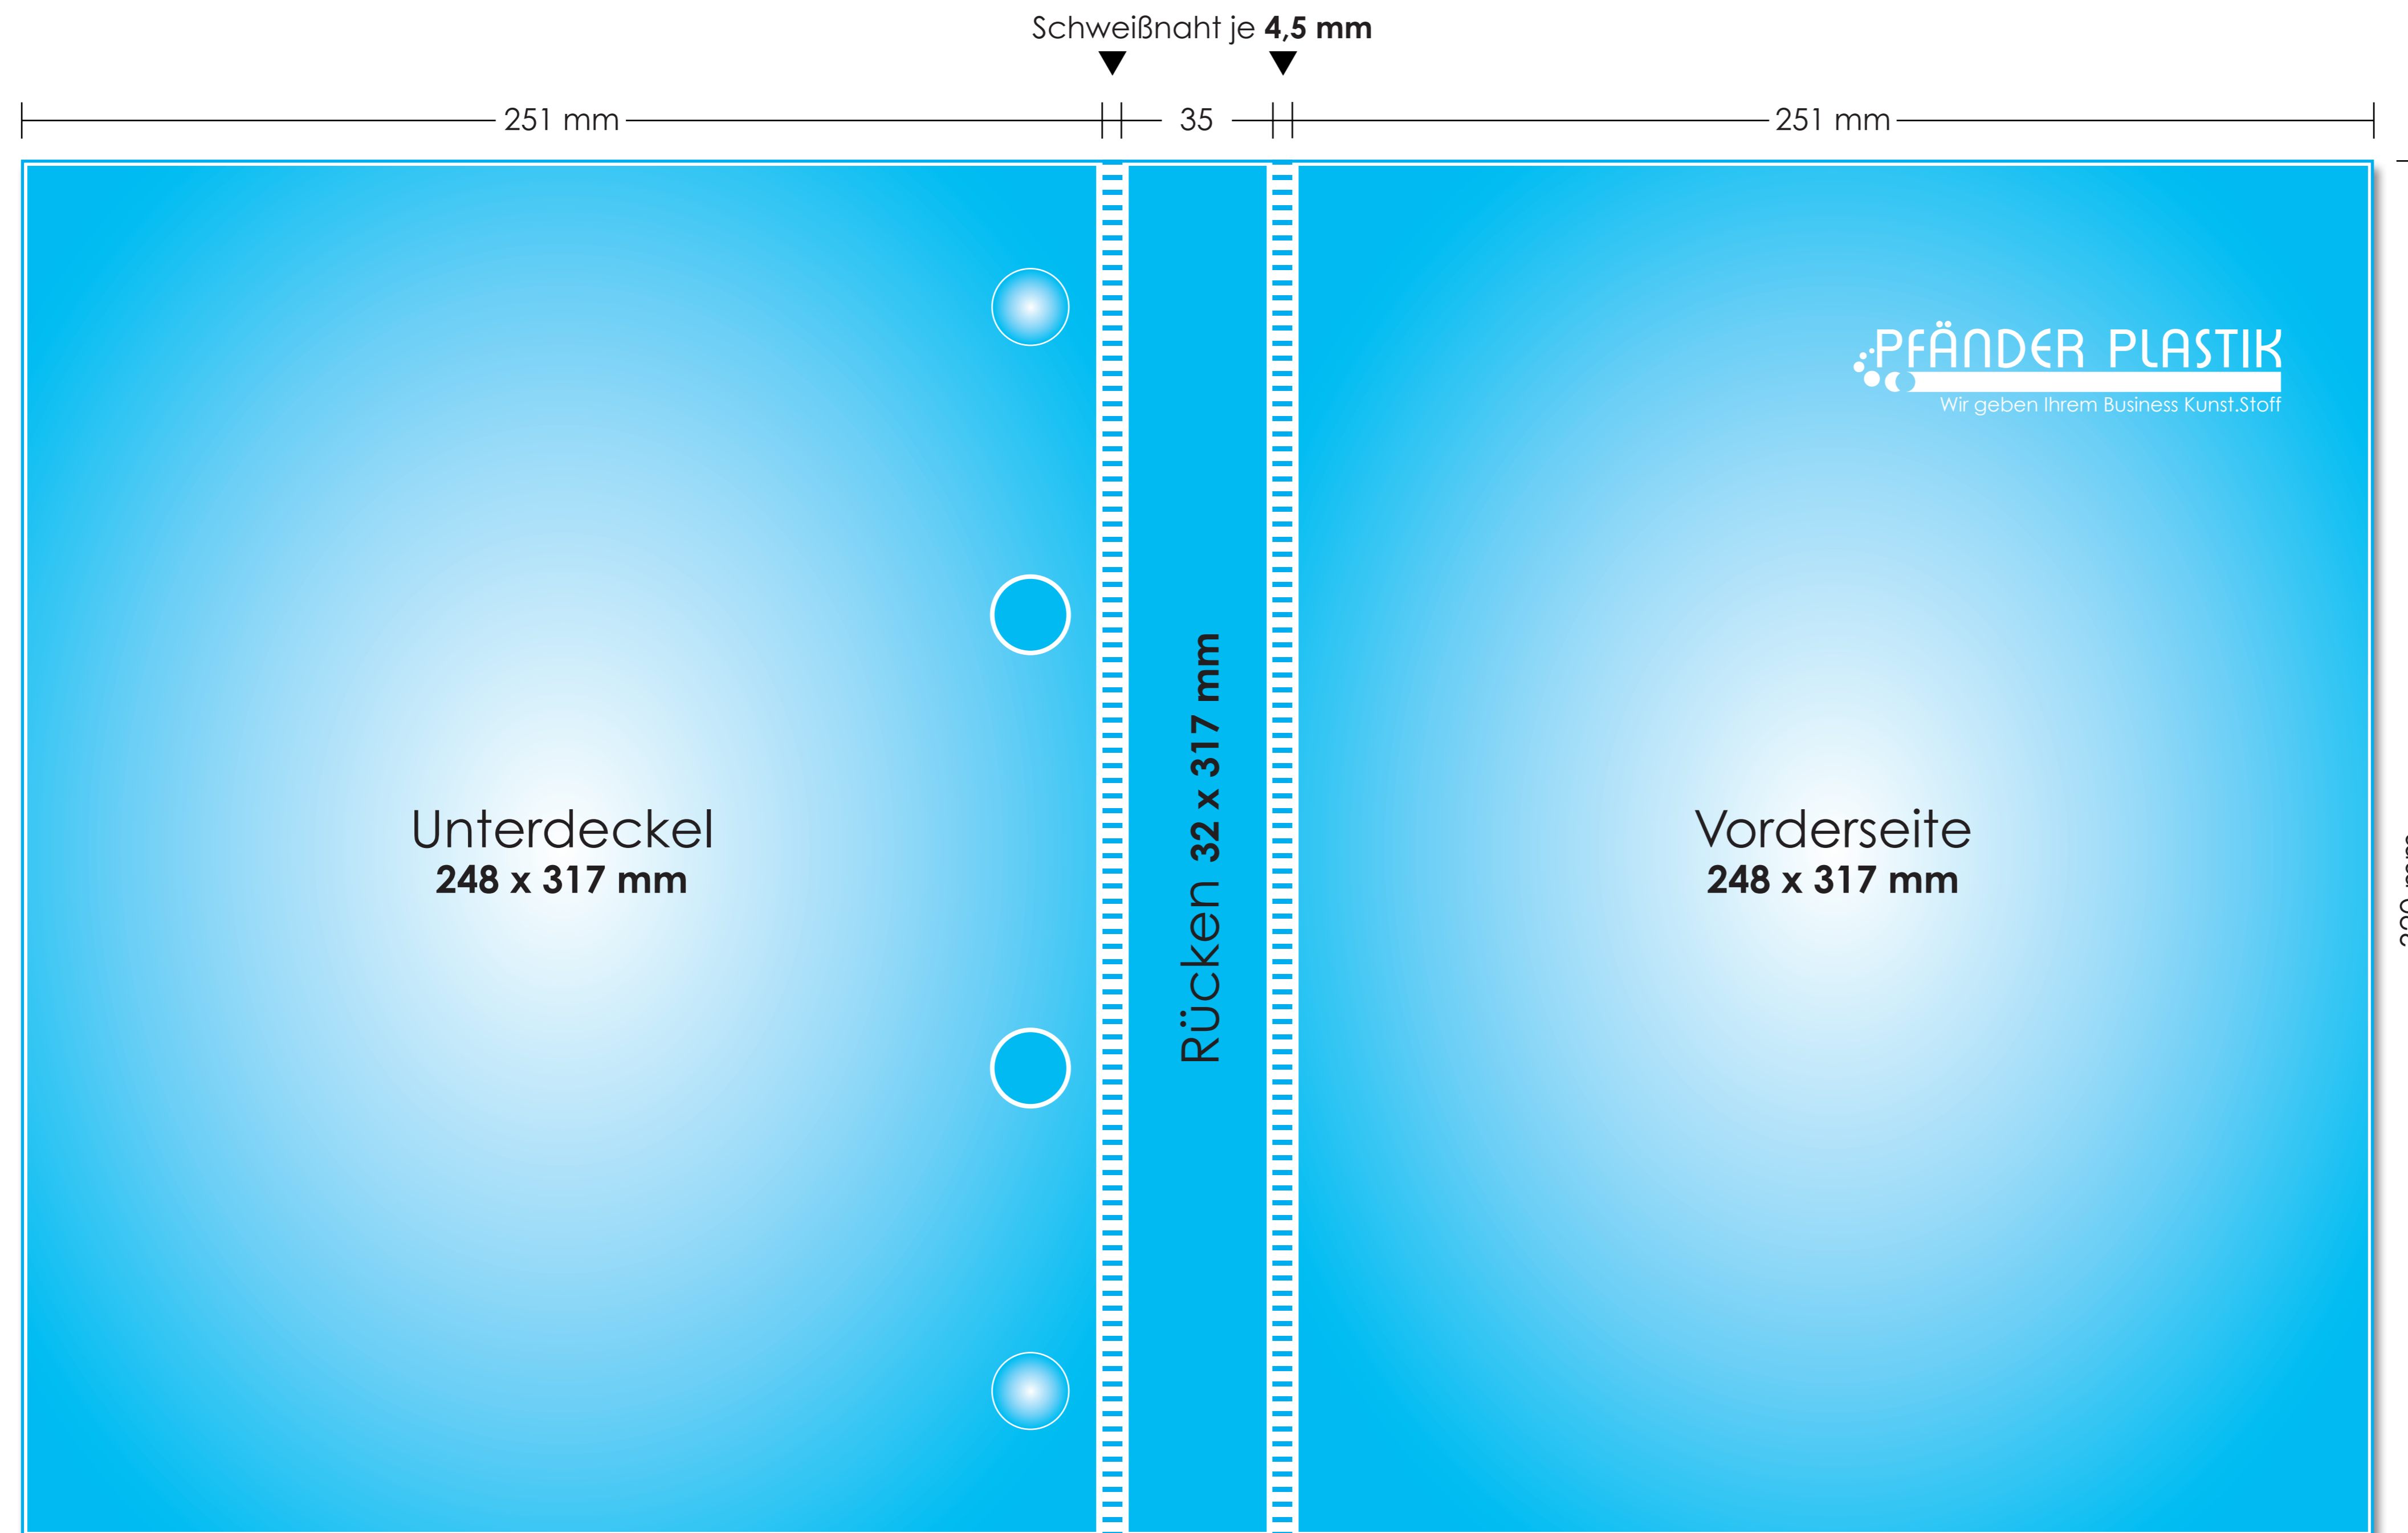 Schweißnaht je 4,5 mm
251 mm
35
251 mm
PFÄNDER PLASTIK
Wir geben Ihrem Business Kunst.Stoff
Unterdeckel
248 x 317 mm
Rücken 32 x 317 mm
Vorderseite
248 x 317 mm